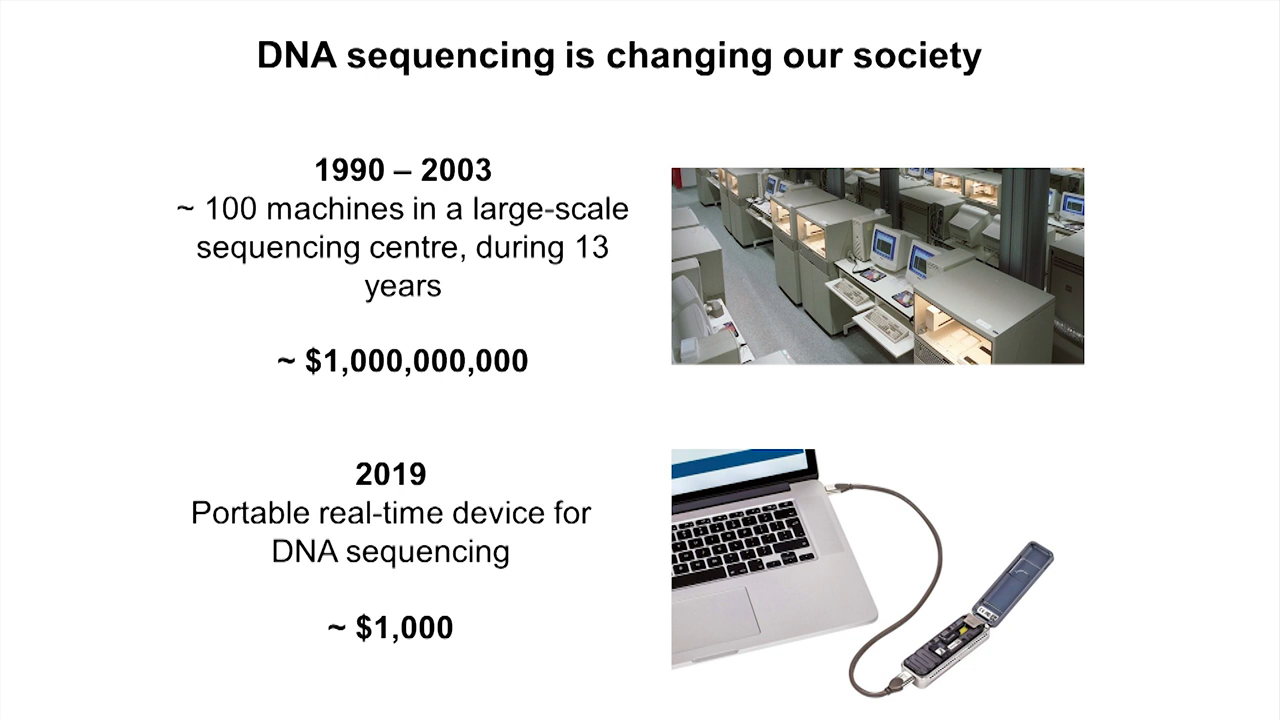 DNA sequencing is changing our society
1990 – 2003
~ 100 machines in a large-scale
sequencing centre, during 13
years
~ $1,000,000,000
2019
Portable real-time device for
DNA sequencing
~ $1,000